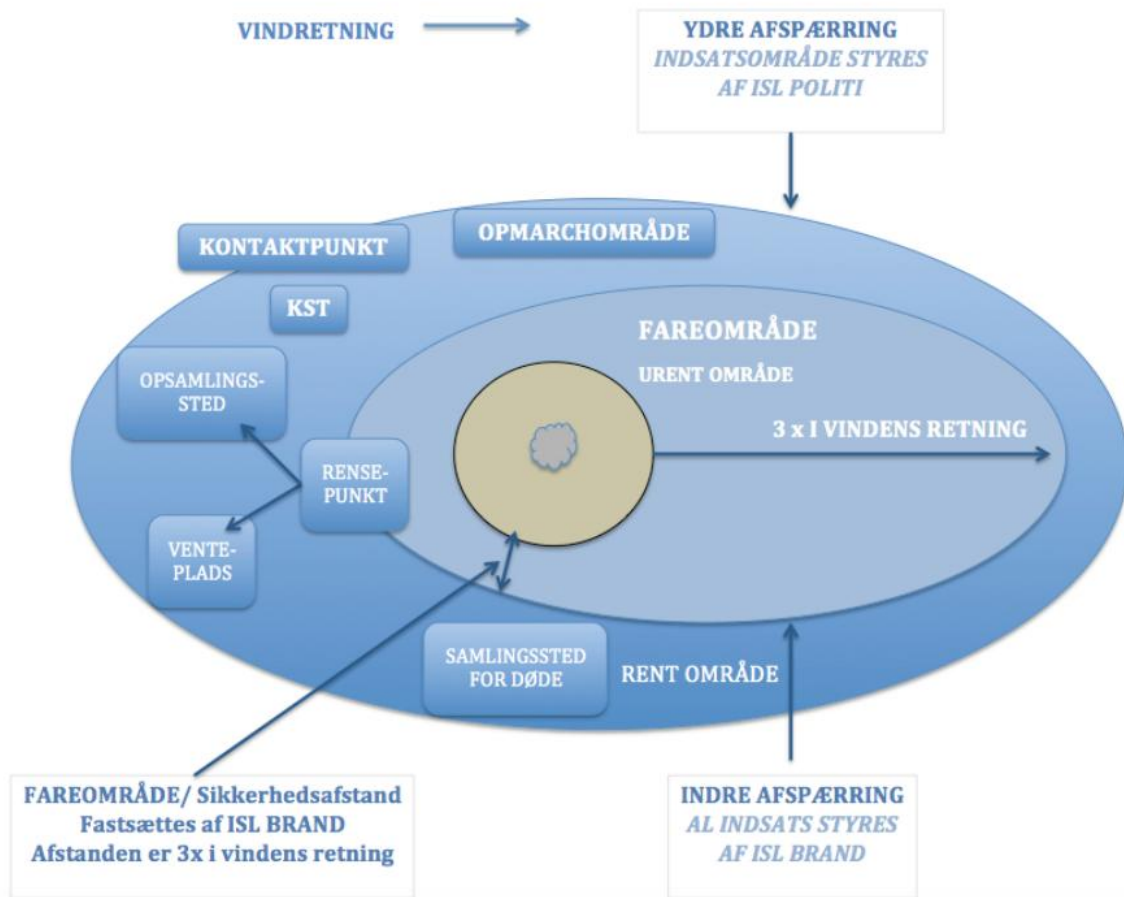 VINDRETNING
YDRE AFSPÆRRING
INDSATSOMRÅDE STYRES
AF ISL POLITI
KONTAKTPUNKT
OPMARCHOMRÅDE
KST
FAREOMRÅDE
URENT OMRÅDE
OPSAMLINGS-
STED
3 x I VINDENS RETNING
RENSE-
PUNKT
VENTE-
PLADS
SAMLINGSSTED
FOR DØDE
RENT OMRÅDE
FAREOMRÅDE/ Sikkerhedsafstand
Fastsættes af ISL BRAND
Afstanden er 3x i vindens retning
INDRE AFSPÆRRING
AL INDSATS STYRES
AF ISL BRAND